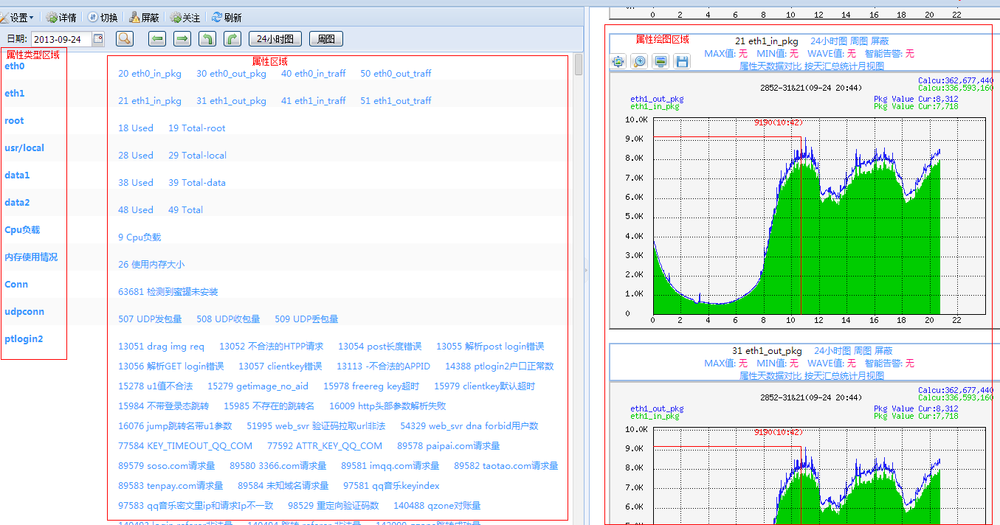 设置 详情 切换 屏蔽 关注 刷新
日期: 2013-09-24 24小时图 周图
属性类型区域
eth0
eth1
root
usr/local
data1
data2
Cpu负载
内存使用情况
Conn
udpconn
ptlogin2
属性区域
20 eth0_in_pkg 30 eth0_out_pkg 40 eth0_in_traff 50 eth0_out_traff
21 eth1_in_pkg 31 eth1_out_pkg 41 eth1_in_traff 51 eth1_out_traff
18 Used 19 Total-root
28 Used 29 Total-local
38 Used 39 Total-data
48 Used 49 Total
9 Cpu负载
26 使用内存大小
63681 检测到蜜罐未安装
507 UDP发包量 508 UDP收包量 509 UDP丢包量
13051 drag img req 13052 不合法的HTPP请求 13054 post长度错误 13055 解析post login错误
13056 解析GET login错误 13057 clientkey错误 13113 -不合法的APPID 14388 ptlogin2户口正常数
15278 u1值不合法 15279 getimage_no_aid 15978 freereg key超时 15979 clientkey默认超时
15984 不带登录态跳转 15985 不存在的跳转名 16009 http头部参数解析失败
16076 jump跳转名带u1参数 51995 web_svr 验证码拉取url非法 54329 web_svr dna forbid用户数
77584 KEY_TIMEOUT_QQ_COM 77592 ATTR_KEY_QQ_COM 89578 paipai.com请求量
89579 soso.com请求量 89580 3366.com请求量 89581 imqq.com请求量 89582 taotao.com请求量
89583 tenpay.com请求量 89584 未知域名请求量 97581 qq音乐keyindex
97583 qq音乐密文里ip和请求Ip不一致 98529 重定向验证码数 140488 qzone对账量
0 2 4 6 8 10 12 14 16 18 20 22
属性绘图区域
21 eth1_in_pkg 24小时图 周图 屏蔽
MAX值: 无 MIN值: 无 WAVE值: 无 智能告警: 无
属性天数据对比 按天汇总统计月视图
Calcu:362,677,440
2852-31&21(09-24 20:44) Calcu:336,593,160
eth1_out_pkg Pkg Value Cur:8,312
eth1_in_pkg Pkg Value Cur:7,718
10.0K
9190(10:42)
9.0K
8.0K
7.0K
6.0K
5.0K
4.0K
3.0K
2.0K
1.0K
0
0 2 4 6 8 10 12 14 16 18 20 22
31 eth1_out_pkg 24小时图 周图 屏蔽
MAX值: 无 MIN值: 无 WAVE值: 无 智能告警: 无
属性天数据对比 按天汇总统计月视图
Calcu:362,677,440
2852-31&21(09-24 20:44) Calcu:336,593,160
eth1_out_pkg Pkg Value Cur:8,312
eth1_in_pkg Pkg Value Cur:7,718
10.0K
9190(10:42)
9.0K
8.0K
7.0K
6.0K